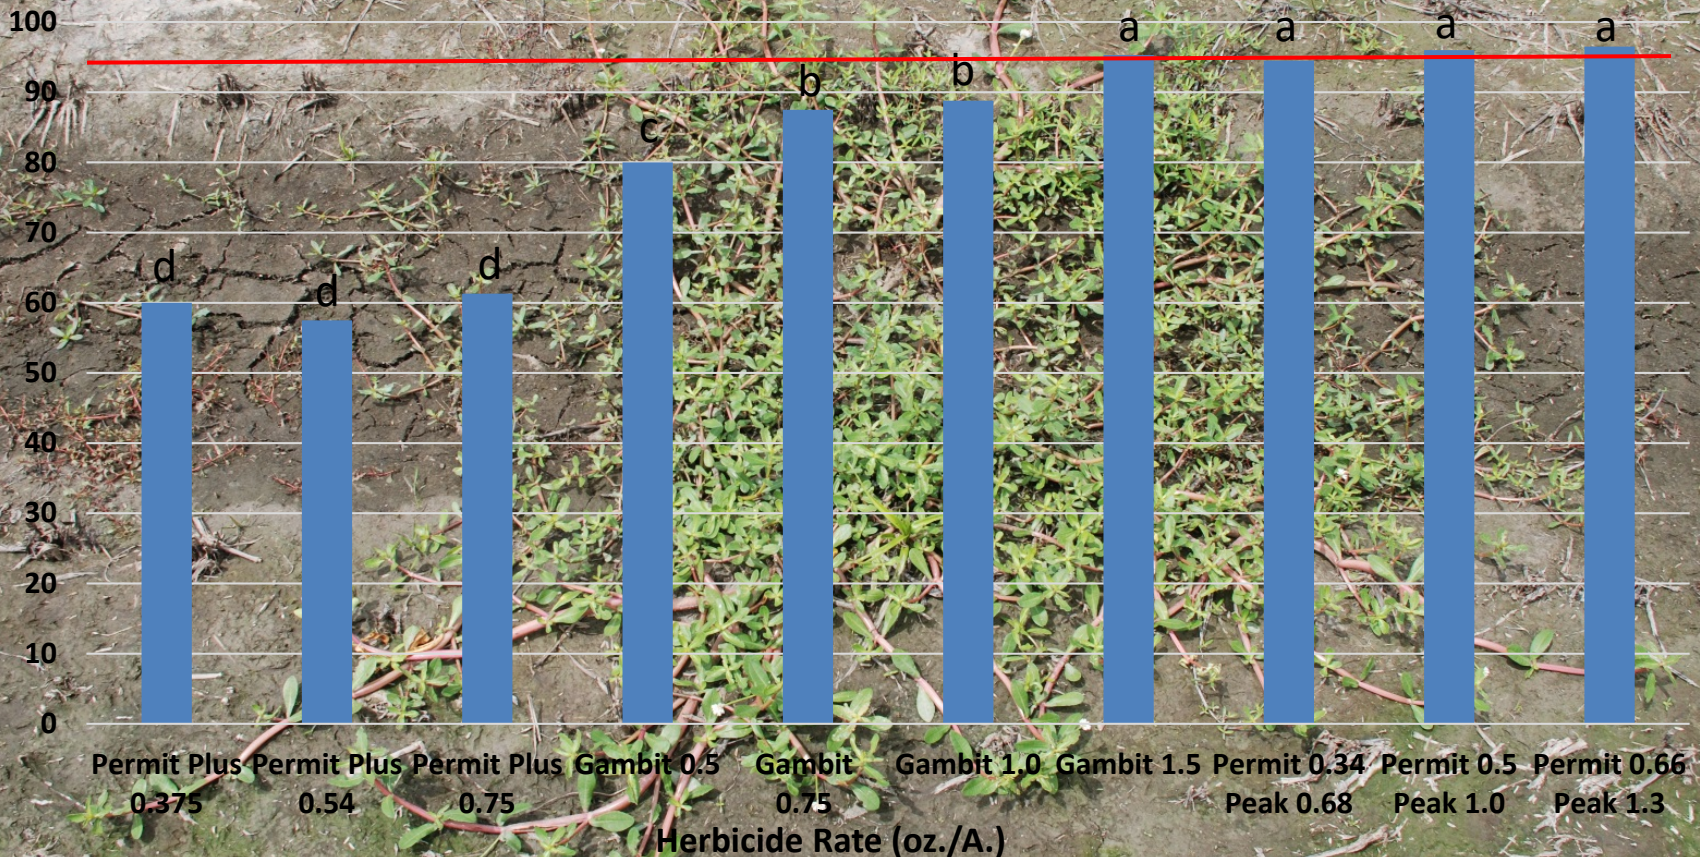 100
90
80
70
60
50
40
30
20
10
0
d
d
d
c
b
b
a
a
a
a
Permit Plus
0.375
Permit Plus
0.54
Permit Plus
0.75
Gambit 0.5
Gambit
0.75
Gambit 1.0
Gambit 1.5
Permit 0.34
Peak 0.68
Permit 0.5
Peak 1.0
Permit 0.66
Peak 1.3
Herbicide Rate (oz./A.)